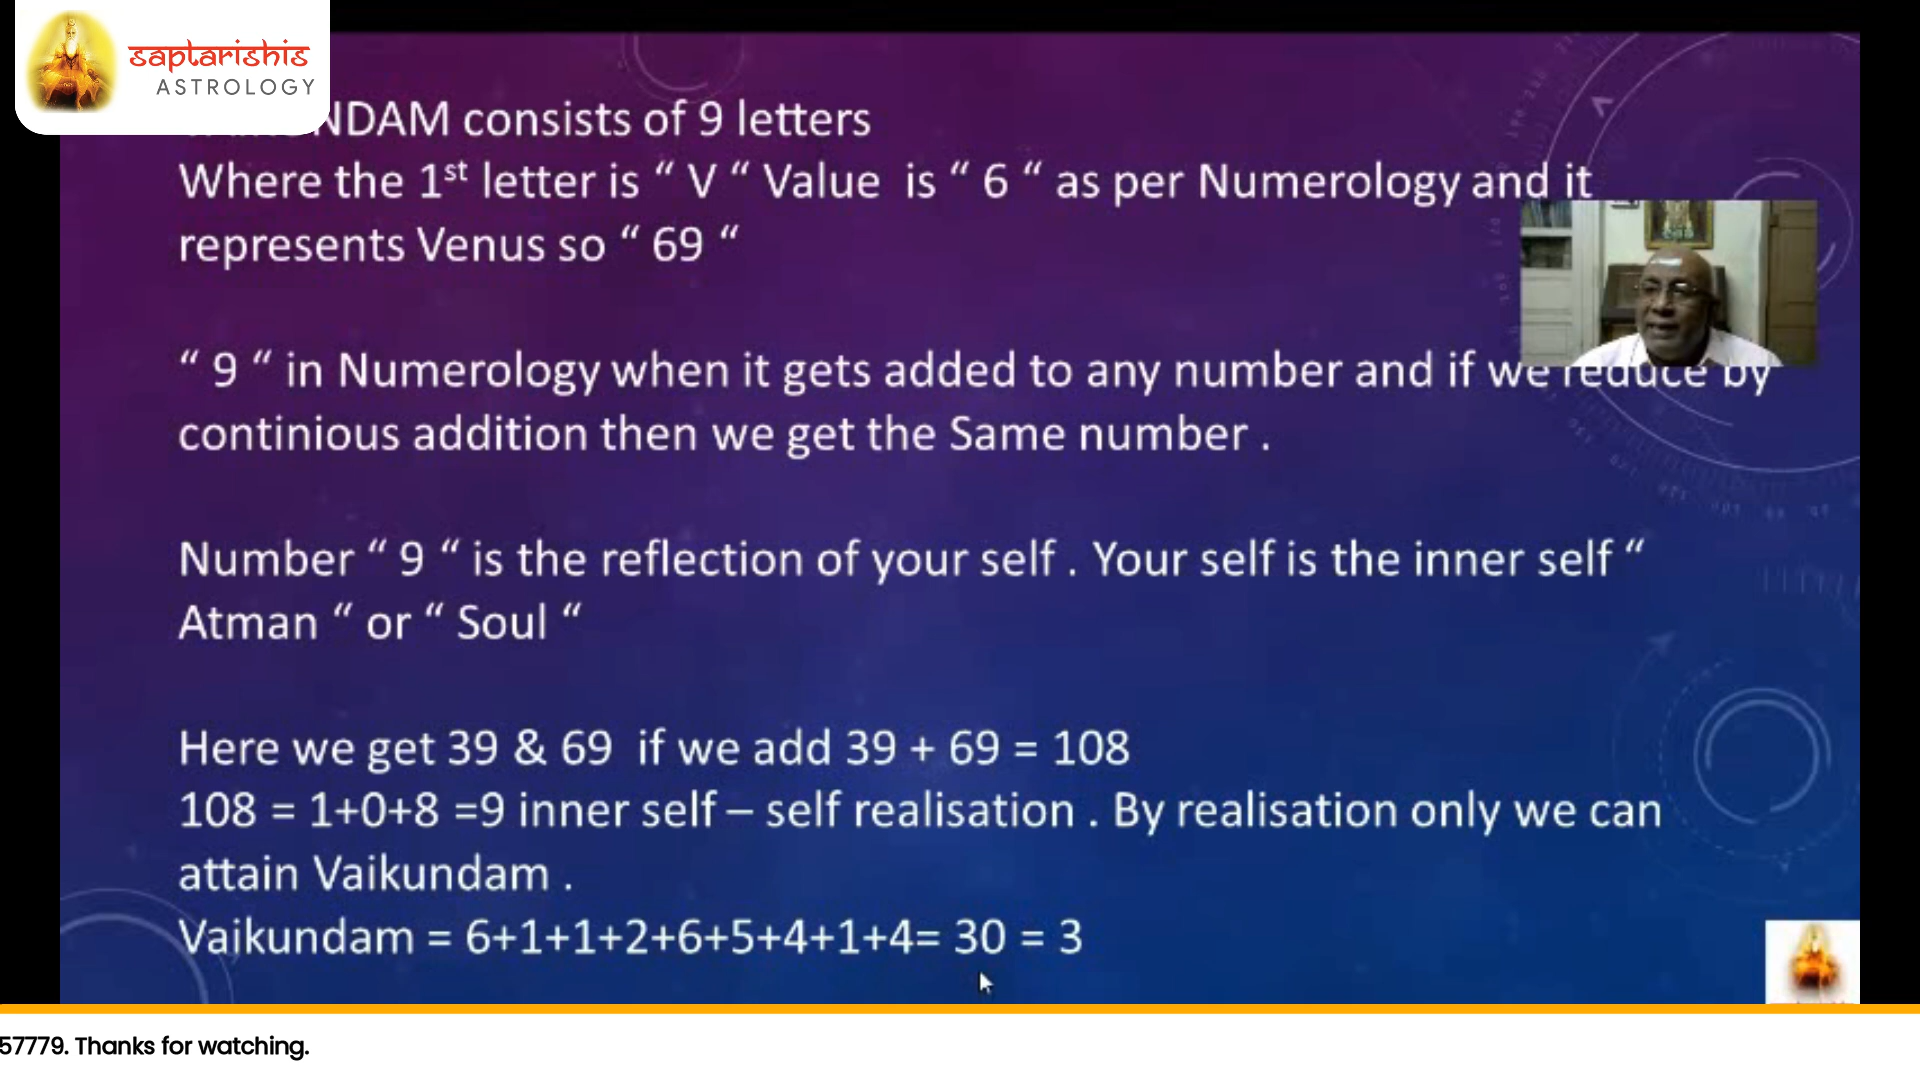 saptarishis
ASTROLOGY
NDAM consists of 9 letters
Where the 1st letter is “ V “ Value is “ 6 “ as per Numerology and it
represents Venus so “ 69 “
“ 9 “ in Numerology when it gets added to any number and if we reduce by
continious addition then we get the Same number .
Number “ 9 “ is the reflection of your self . Your self is the inner self “
Atman “ or “ Soul “
Here we get 39 & 69 if we add 39 + 69 = 108
108 = 1+0+8 =9 inner self – self realisation . By realisation only we can
attain Vaikundam .
Vaikundam = 6+1+1+2+6+5+4+1+4= 30 = 3
57779. Thanks for watching.